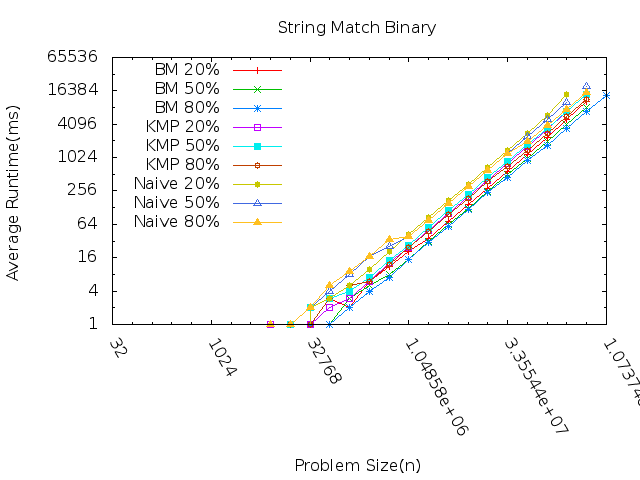 String Match Binary
65536
16384
4096
1024
256
64
16
4
1
Average Runtime(ms)
BM 20%
BM 50%
BM 80%
KMP 20%
KMP 50%
KMP 80%
Naive 20%
Naive 50%
Naive 80%
32
1024
32768
1.04858e+06
3.35544e+07
Problem Size(n)